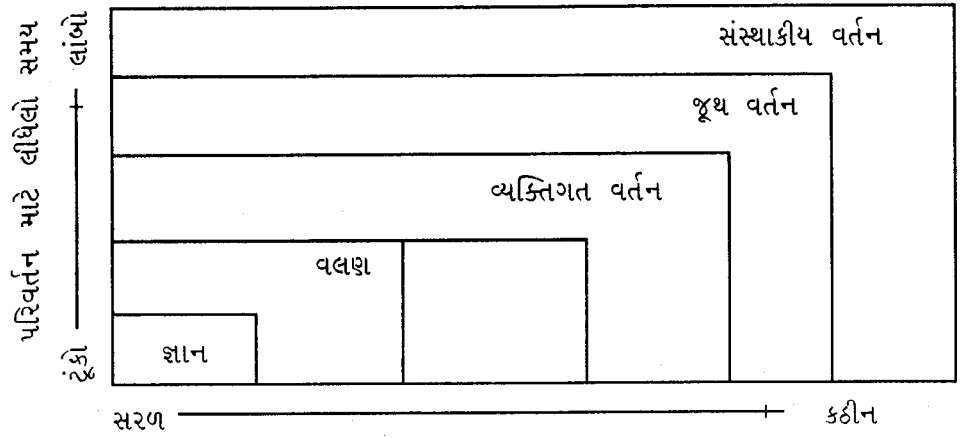 સંસ્થાકીય વર્તન
જૂથ વર્તન
વ્યક્તિગત વર્તન
વલણ
જ્ઞાન
પરિવર્તન માટે લીધેલો સમય
ટૂંકો
લાંબો
સરળ
કઠીન